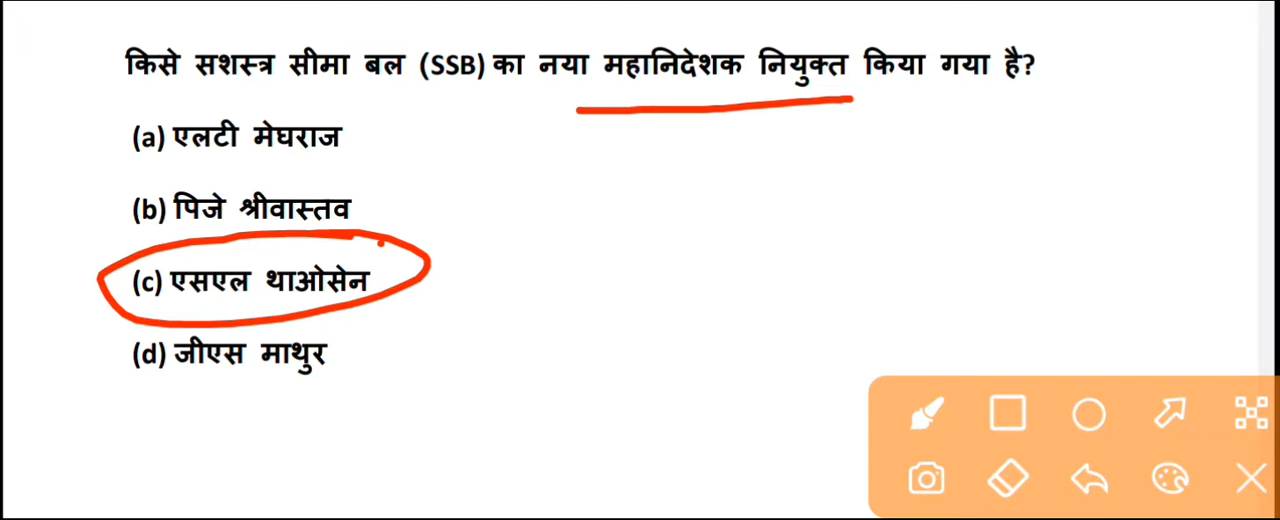 किसे सशस्त्र सीमा बल (SSB) का नया महानिदेशक नियुक्त किया गया है?
(a) एलटी मेघराज
(b) पिजे श्रीवास्तव
(c) एसएल थाओसेन
(d) जीएस माथुर